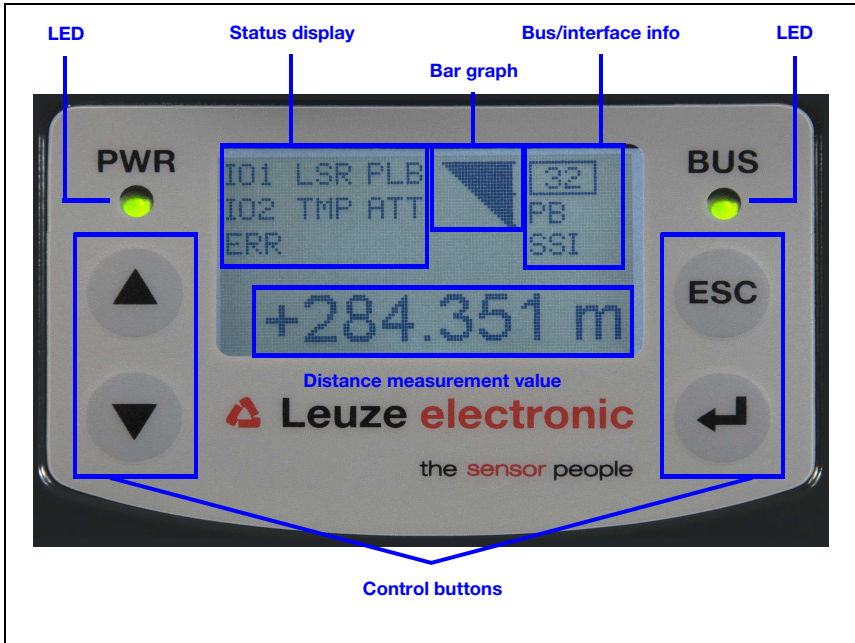 LED Status display Bus/interface info LED
Bar graph
PWR BUS
IO1 LSR PLB 32
IO2 TMP ATT PB
ERR SSI
ESC
+284.351 m
Distance measurement value
Leuze electronic
the sensor people
Control buttons